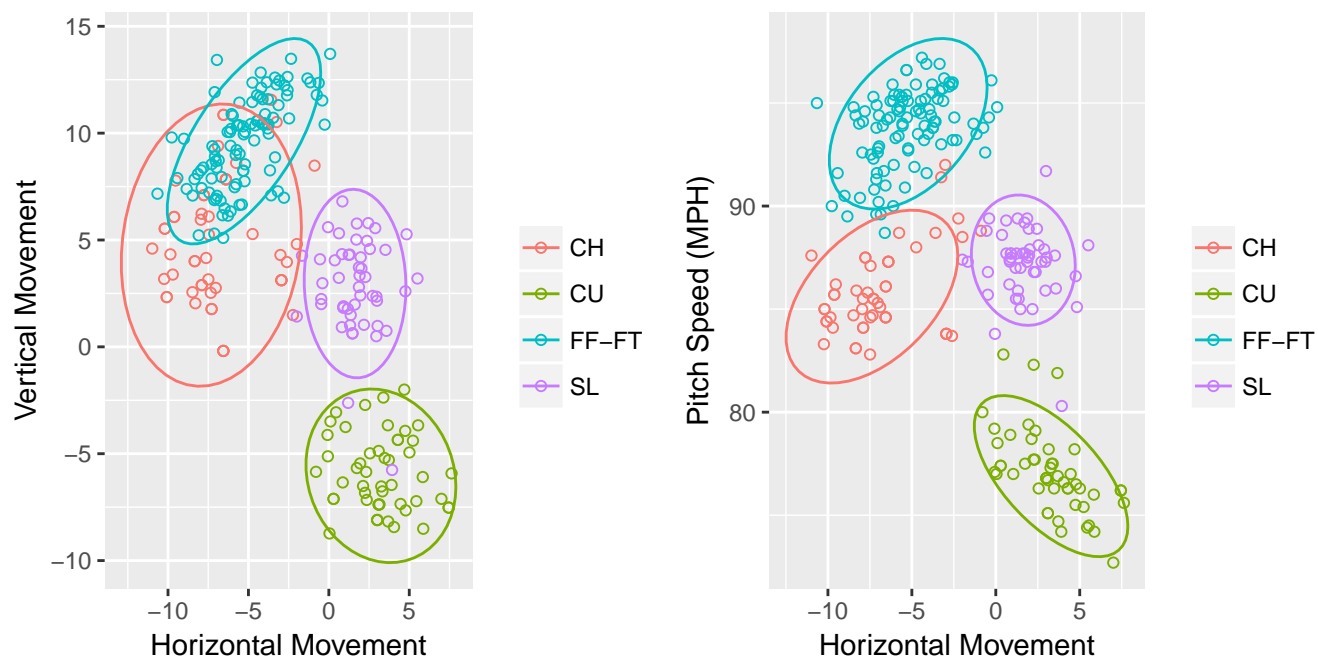 Vertical Movement
15
10
5
0
−5
−10
−10 −5 0 5
Horizontal Movement
CH
CU
FF−FT
SL
Pitch Speed (MPH)
90
80
−10 −5 0 5
Horizontal Movement
CH
CU
FF−FT
SL